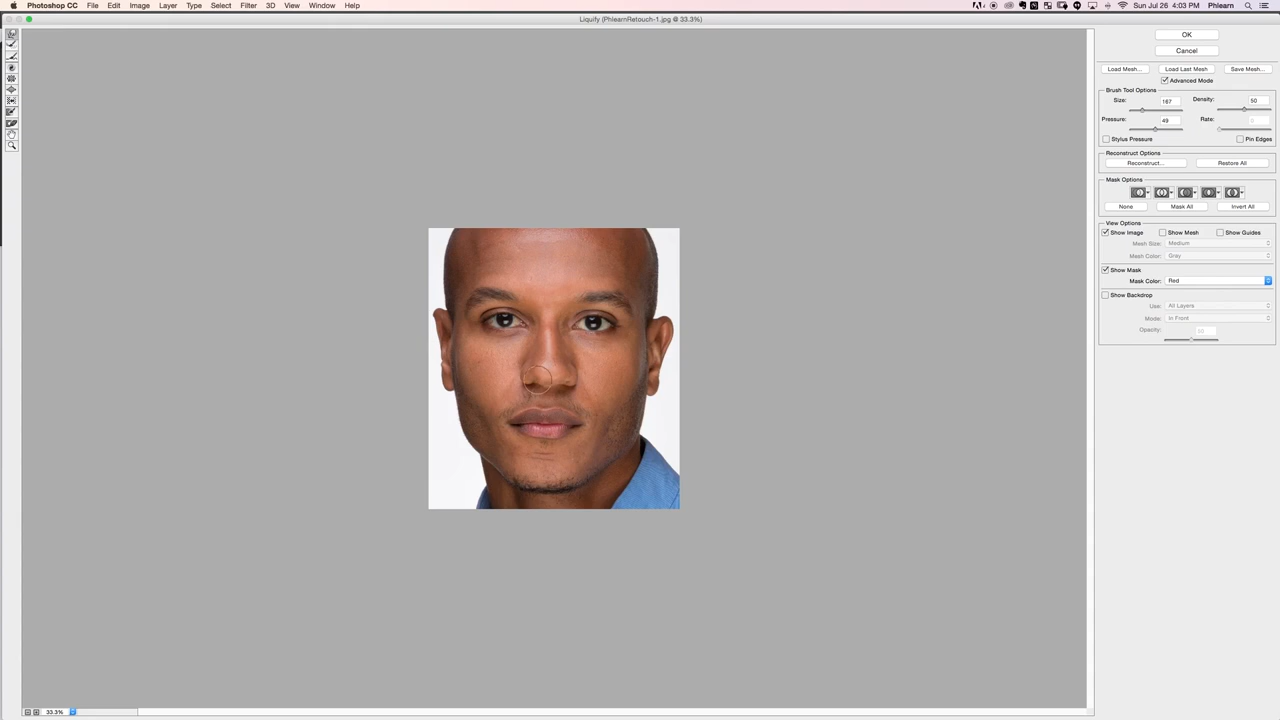 Photoshop CC File Edit Image Layer Type Select Filter 3D View Window Help Sun Jul 26 4:03 PM Phlearn
Liquify (PhlearnRetouch-1.jpg @ 33.3%)
OK
Cancel
Load Mesh... Load Last Mesh Save Mesh...
Advanced Mode
Brush Tool Options
Size: 167 Density: 50
Pressure: 49 Rate:
Stylus Pressure Pin Edges
Reconstruct Options
Reconstruct... Restore All
Mask Options
None Mask All Invert All
View Options
Show Image Show Mesh Show Guides
Mesh Size: Medium
Mesh Color: Gray
Show Mask
Mask Color: Red
Show Backdrop
Use: All Layers
Mode: In Front
Opacity:
33.3%